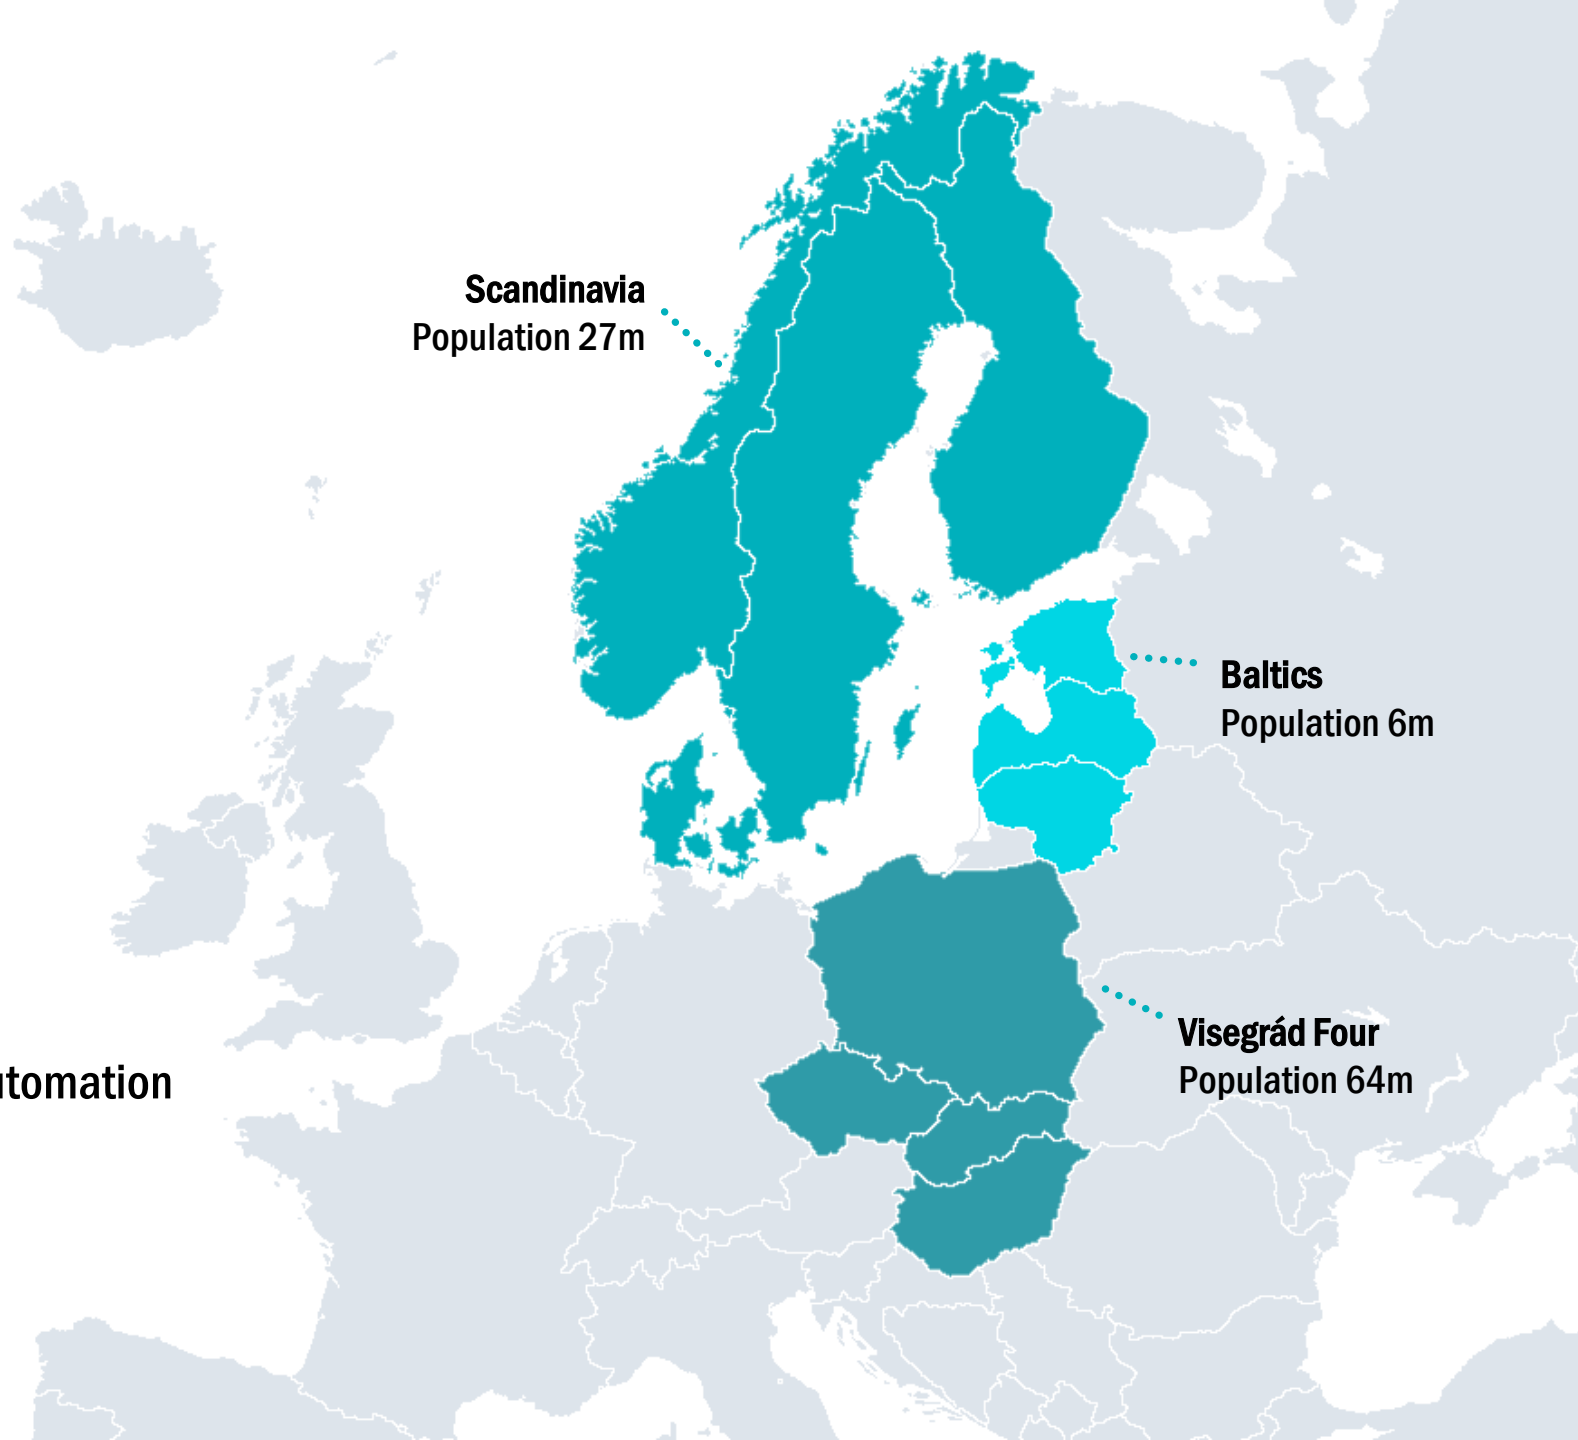 Scandinavia
Population 27m
Baltics
Population 6m
Visegrád Four
Population 64m
utomation